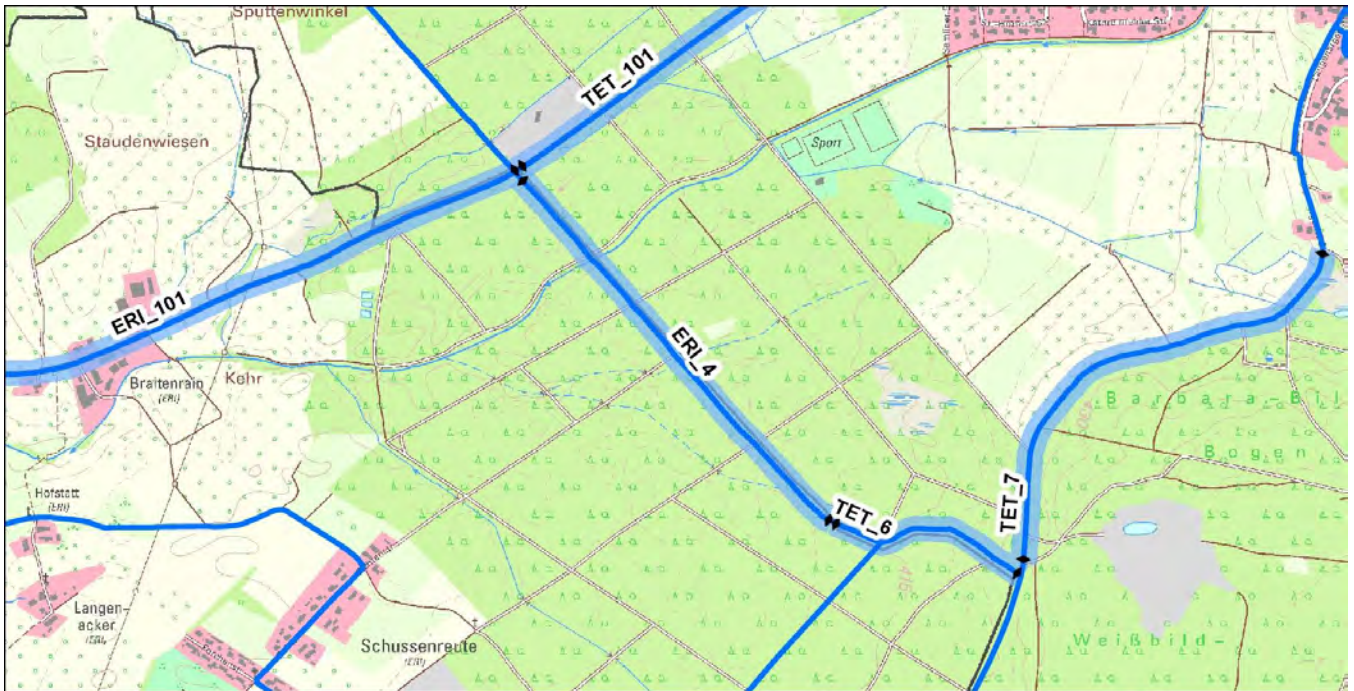 Sputtenwinkel
TET_101
Staudenwiesen
Sport
ERI_101
ERI_4
Kehr
Braitenrain
(ERI)
Barbara-Bil
Bogen
Hofstatt
(ERI)
TET_6
TET_7
Langen-
acker
(ERI)
Schussenreute
(ERI)
Weißbild-